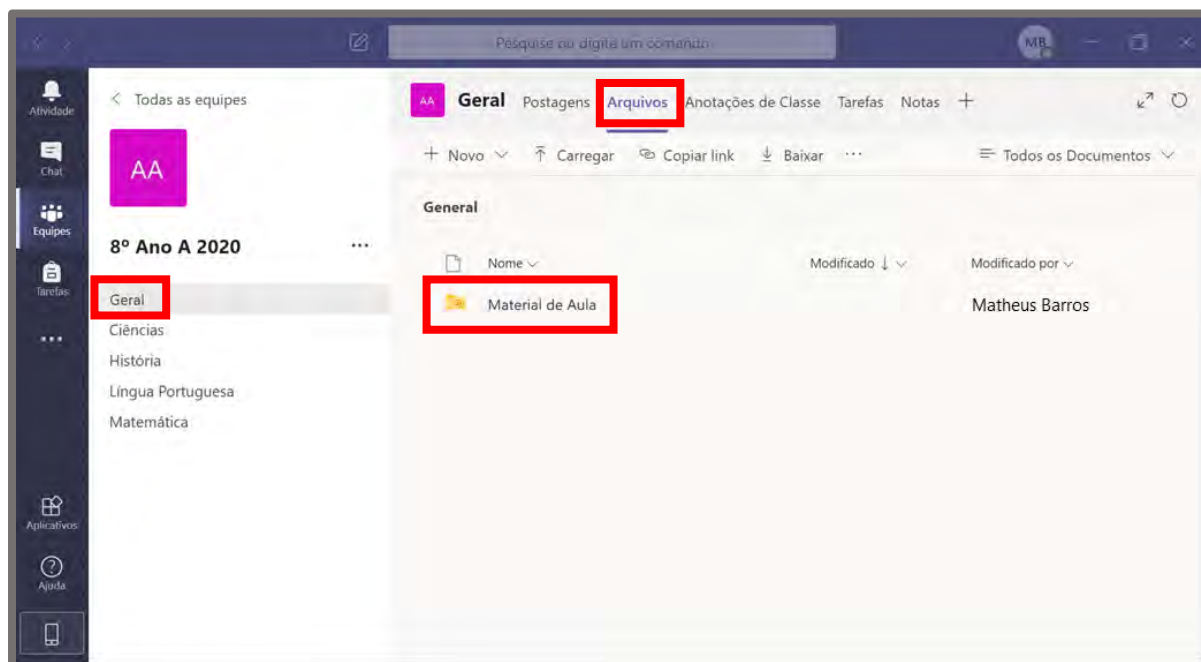 Pesquise ou digite um comando
MB
Atividade
Chat
Equipes
Tarefas
Aplicativos
Ajuda
Todas as equipes
AA
8º Ano A 2020
Geral
Ciências
História
Língua Portuguesa
Matemática
AA Geral Postagens Arquivos Anotações de Classe Tarefas Notas
Novo Carregar Copiar link Baixar Todos os Documentos
General
Nome Modificado Modificado por
Material de Aula Matheus Barros